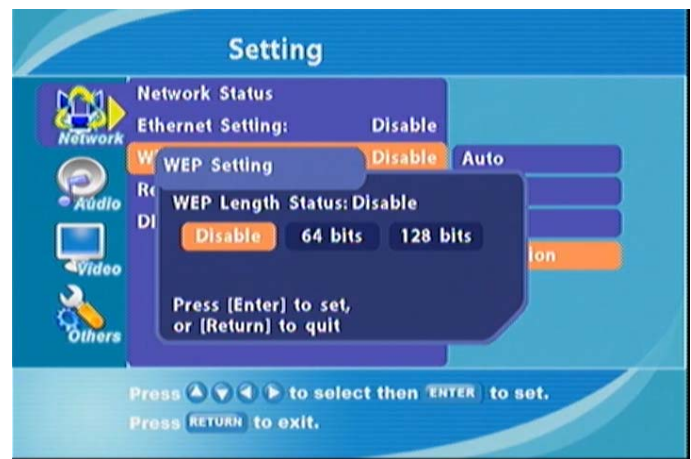 Setting
Network
Audio
Video
Others
Network Status
Ethernet Setting: Disable
Disable
Auto
WEP Setting
WEP Length Status: Disable
Disable 64 bits 128 bits
Press [Enter] to set,
or [Return] to quit
Press to select then ENTER to set.
Press RETURN to exit.